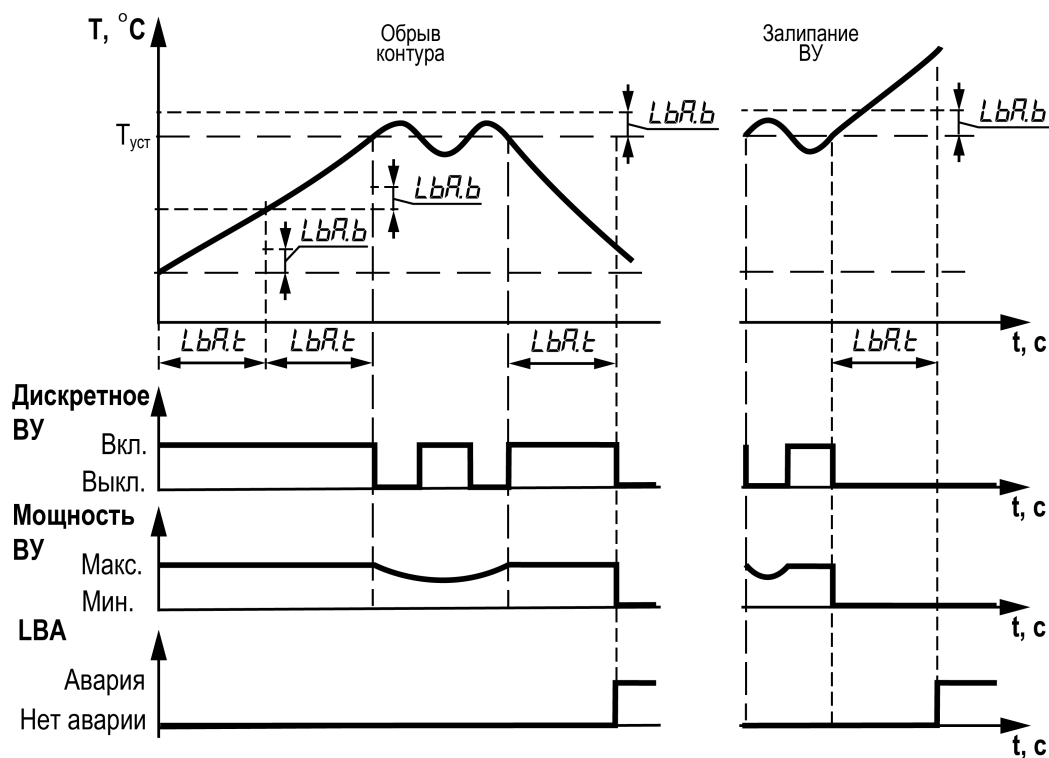 T, °C
Обрыв
контура
Залипание
ВУ
Tуст
LbA.b
LbA.b
LbA.b
LbA.b
LbA.t
LbA.t
LbA.t
LbA.t
t, с
Дискретное
ВУ
Вкл.
Выкл.
t, с
Мощность
ВУ
Макс.
Мин.
t, с
LBA
Авария
Нет аварии
t, с